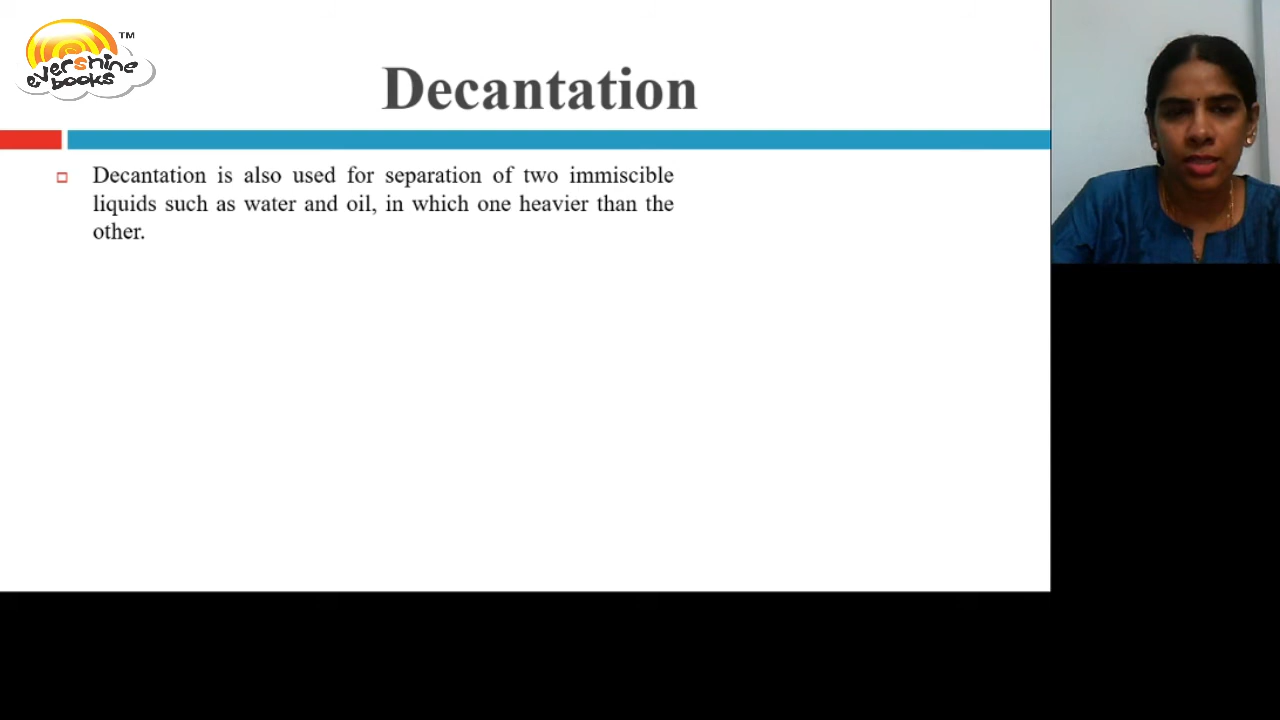 evershine
books
TM
Decantation
Decantation is also used for separation of two immiscible
liquids such as water and oil, in which one heavier than the
other.